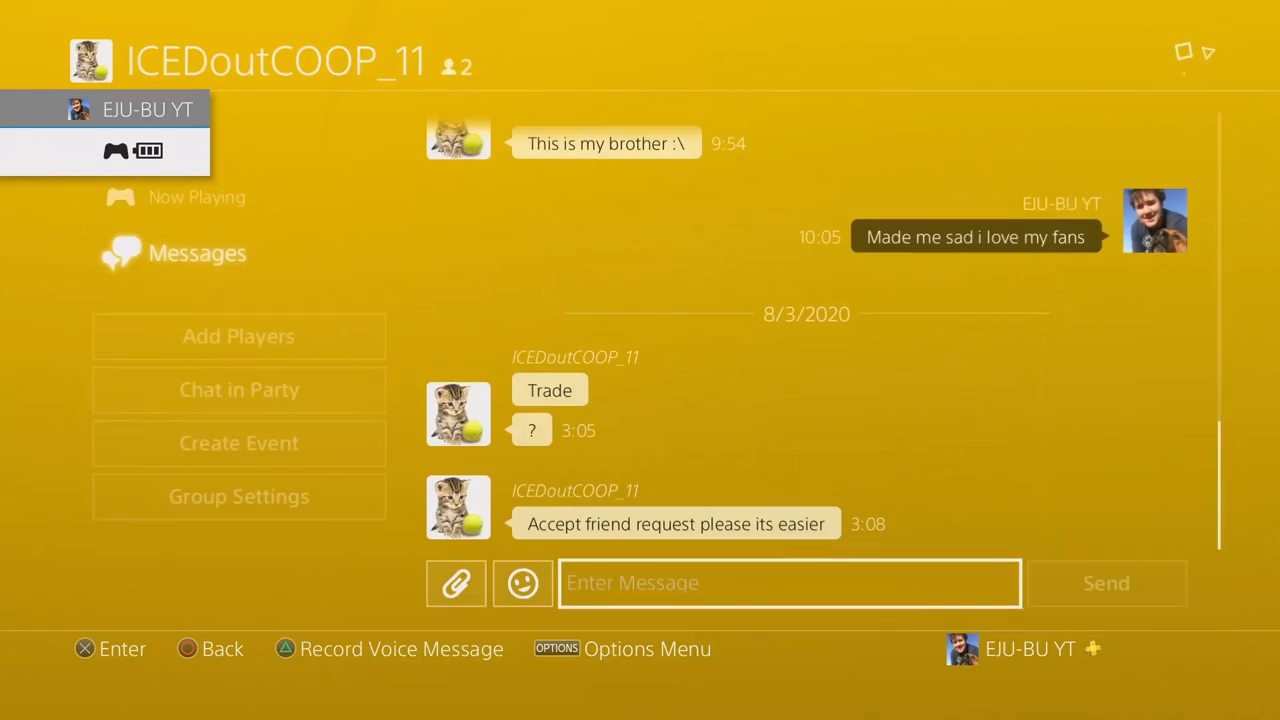 ICEDoutCOOP_11 2
EJU-BU YT
Now Playing
Messages
Add Players
Chat in Party
Create Event
Group Settings
This is my brother :\ 9:54
EJU-BU YT
10:05 Made me sad i love my fans
8/3/2020
ICEDoutCOOP_11
Trade
? 3:05
ICEDoutCOOP_11
Accept friend request please its easier 3:08
Enter Message
Send
Enter Back Record Voice Message OPTIONS Options Menu EJU-BU YT